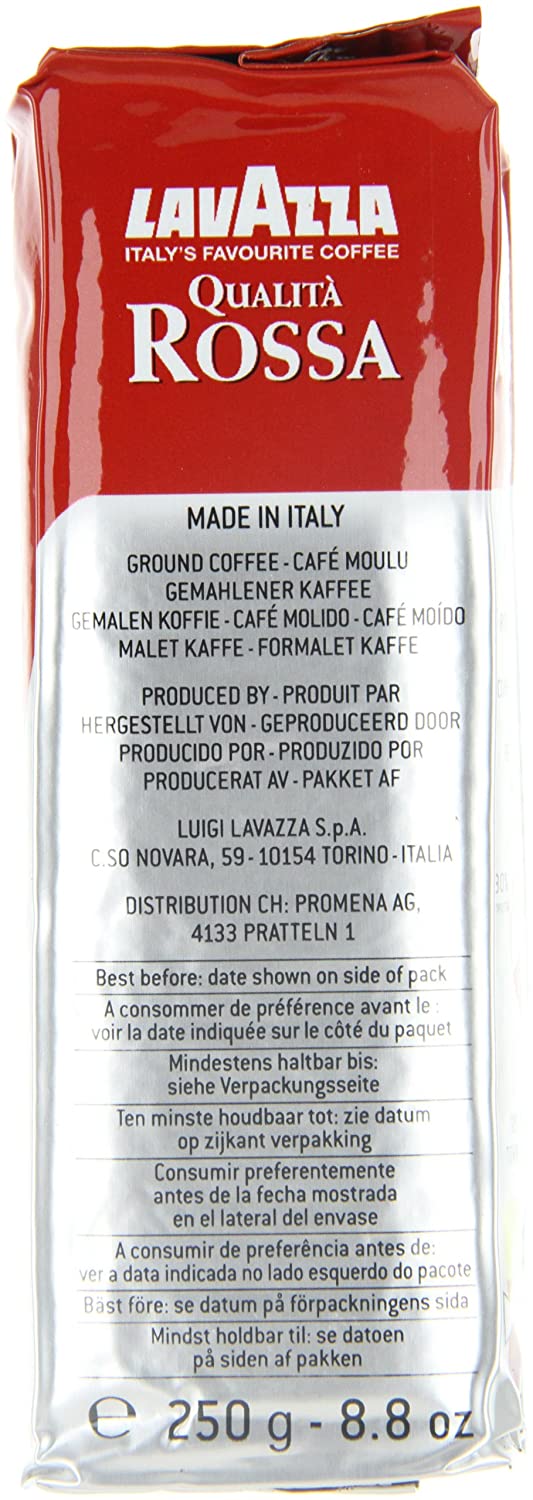 LAVAZZA
ITALY'S FAVOURITE COFFEE
QUALITÀ
ROSSA
MADE IN ITALY
GROUND COFFEE - CAFÉ MOULU
GEMAHLENER KAFFEE
GEMALEN KOFFIE - CAFÉ MOLIDO - CAFÉ MOÍDO
MALET KAFFE - FORMALET KAFFE
PRODUCED BY - PRODUIT PAR
HERGESTELLT VON - GEPRODUCEERD DOOR
PRODUCIDO POR - PRODUZIDO POR
PRODUCERAT AV - PAKKET AF
LUIGI LAVAZZA S.p.A.
C.SO NOVARA, 59 - 10154 TORINO - ITALIA
DISTRIBUTION CH: PROMENA AG,
4133 PRATTELN 1
Best before: date shown on side of pack
A consommer de préférence avant le :
voir la date indiquée sur le côté du paquet
Mindestens haltbar bis:
siehe Verpackungsseite
Ten minste houdbaar tot: zie datum
op zijkant verpakking
Consumir preferentemente
antes de la fecha mostrada
en el lateral del envase
A consumir de preferência antes de:
ver a data indicada no lado esquerdo do pacote
Bäst före: se datum på förpackningens sida
Mindst holdbar til: se datoen
på siden af pakken
℮ 250 g - 8.8 oz